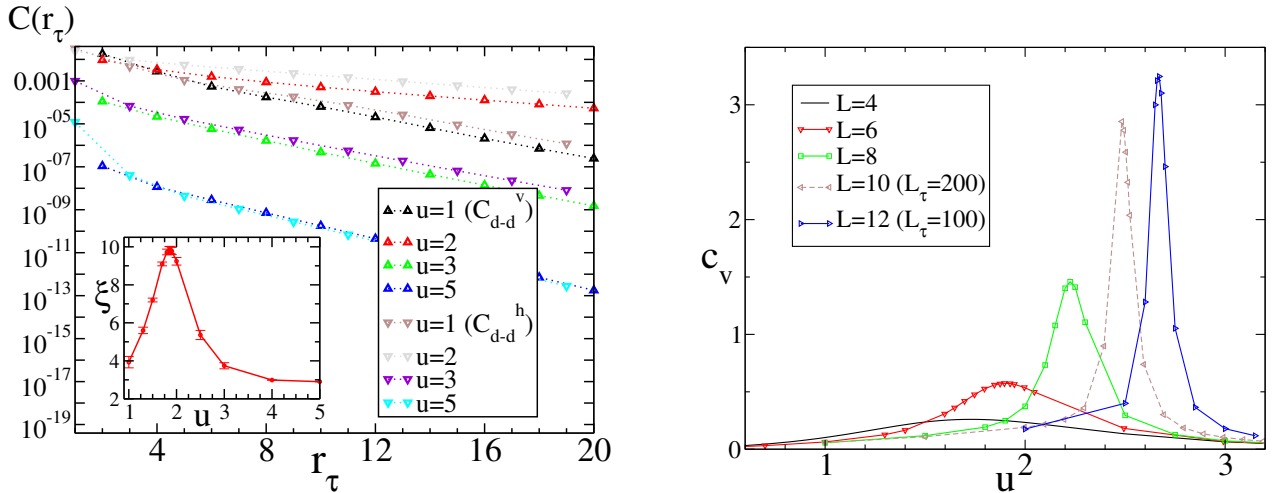 C(r_τ)
0.001
10^-05
10^-07
10^-09
10^-11
10^-13
10^-15
10^-17
10^-19
4 8 12 16 20
r_τ
u=1 (C_d-d^v)
u=2
u=3
u=5
u=1 (C_d-d^h)
u=2
u=3
u=5
10
8
6
4
2
ξ
1 2 3 4 5
u
c_v
3
2
1
0
1 2 3
u
L=4
L=6
L=8
L=10 (L_τ=200)
L=12 (L_τ=100)